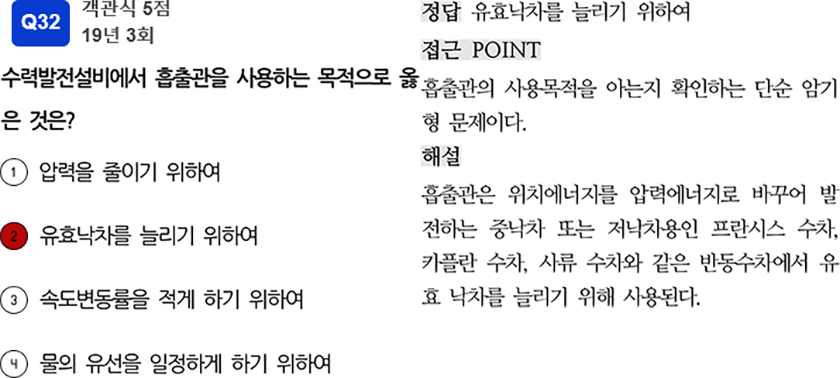 Q32
객관식 5점
19년 3회
수력발전설비에서 흡출관을 사용하는 목적으로 옳
은 것은?
1 압력을 줄이기 위하여
2 유효낙차를 늘리기 위하여
3 속도변동률을 적게 하기 위하여
4 물의 유선을 일정하게 하기 위하여
정답 유효낙차를 늘리기 위하여
접근 POINT
흡출관의 사용목적을 아는지 확인하는 단순 암기
형 문제이다.
해설
흡출관은 위치에너지를 압력에너지로 바꾸어 발
전하는 중낙차 또는 저낙차용인 프란시스 수차,
카플란 수차, 사류 수차와 같은 반동수차에서 유
효 낙차를 늘리기 위해 사용된다.